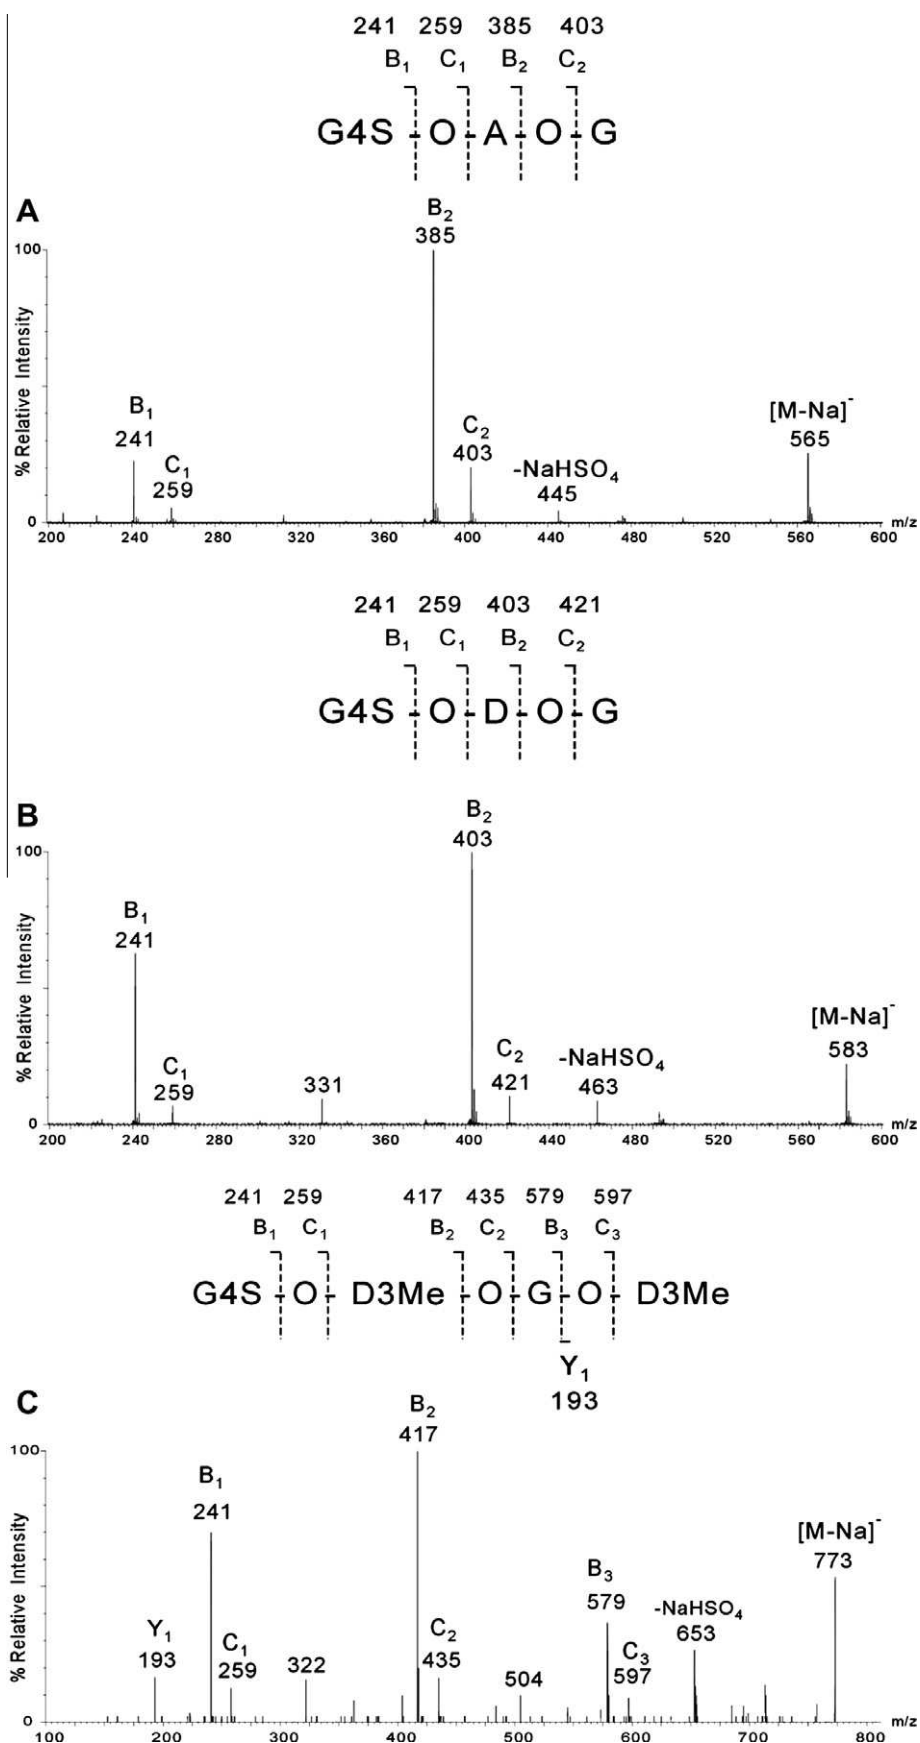 241 259 385 403
B1 C1 B2 C2
G4S - O - A - O - G
A
B2
385
100
% Relative Intensity
B1
241
C1
259
C2
403
-NaHSO4
445
[M-Na]-
565
0
200 240 280 320 360 400 440 480 520 560 600 m/z
241 259 403 421
B1 C1 B2 C2
G4S - O - D - O - G
B
B2
403
100
% Relative Intensity
B1
241
C1
259
331
C2
421
-NaHSO4
463
[M-Na]-
583
0
200 240 280 320 360 400 440 480 520 560 600 m/z
241 259 417 435 579 597
B1 C1 B2 C2 B3 C3
G4S - O - D3Me - O - G - O - D3Me
Y1
193
C
B2
417
100
% Relative Intensity
B1
241
Y1
193
C1
259
322
C2
435
504
B3
579
C3
597
-NaHSO4
653
[M-Na]-
773
0
100 200 300 400 500 600 700 800 m/z